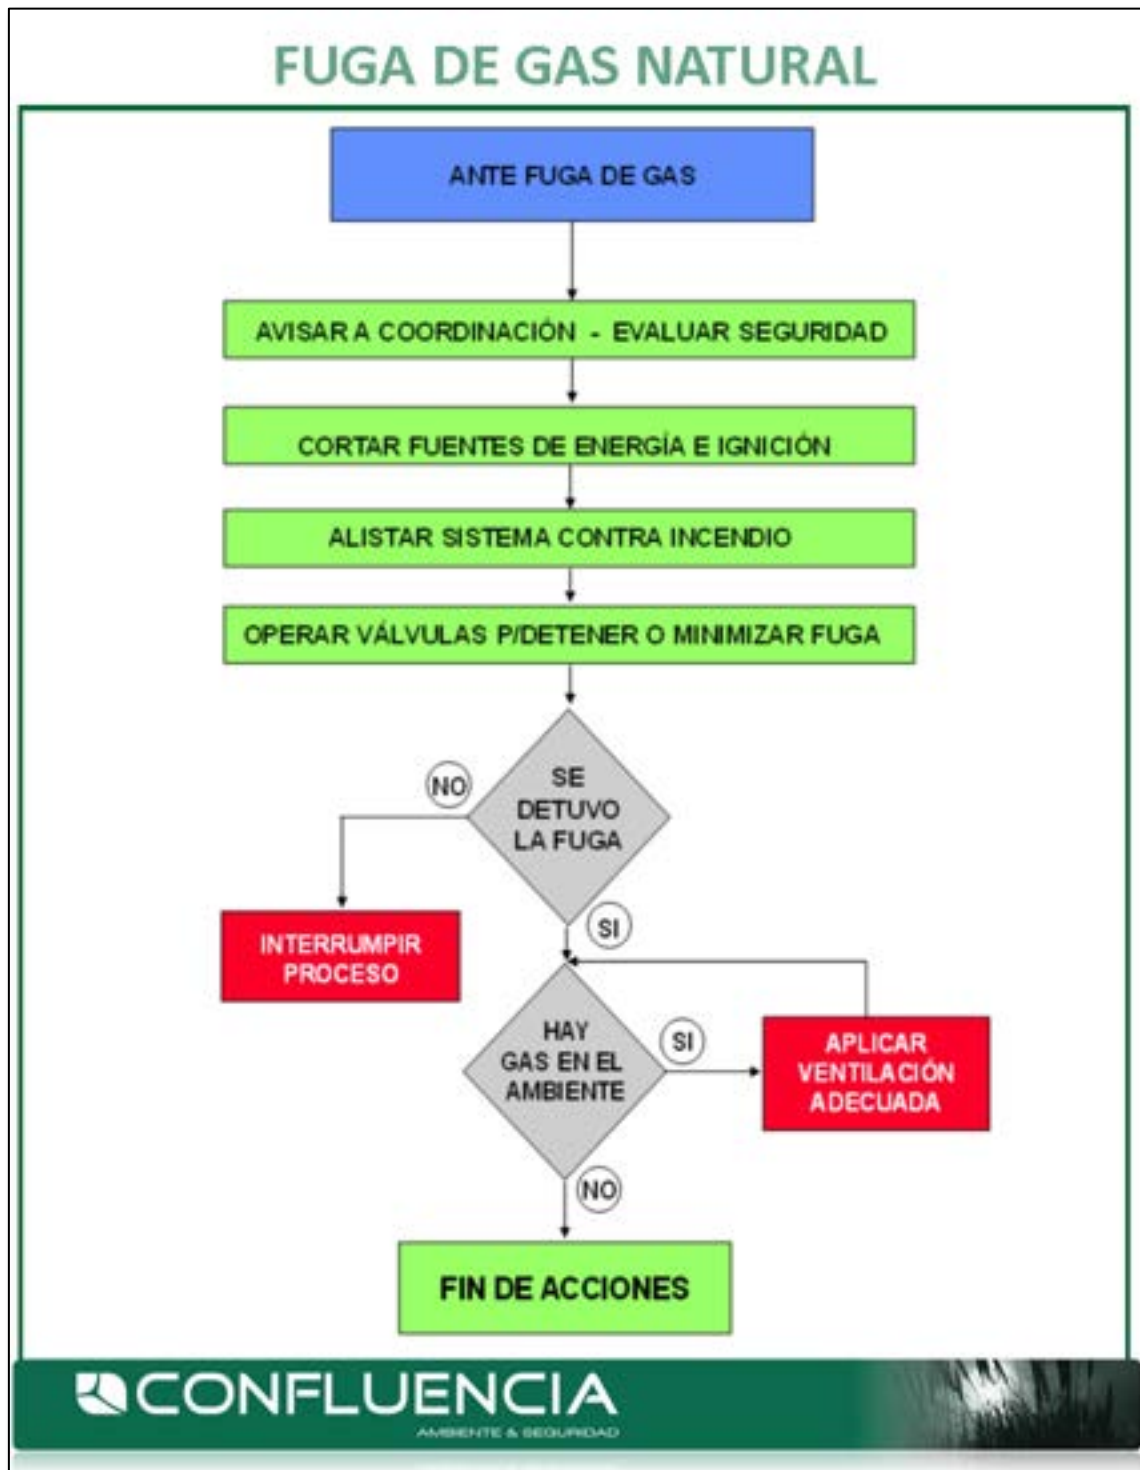 FUGA DE GAS NATURAL
ANTE FUGA DE GAS
AVISAR A COORDINACIÓN - EVALUAR SEGURIDAD
CORTAR FUENTES DE ENERGÍA E IGNICIÓN
ALISTAR SISTEMA CONTRA INCENDIO
OPERAR VÁLVULAS P/DETENER O MINIMIZAR FUGA
SE
DETUVO
LA FUGA
NO
INTERRUMPIR
PROCESO
SI
HAY
GAS EN EL
AMBIENTE
SI
APLICAR
VENTILACIÓN
ADECUADA
NO
FIN DE ACCIONES
CONFLUENCIA
AMBIENTE & SEGURIDAD